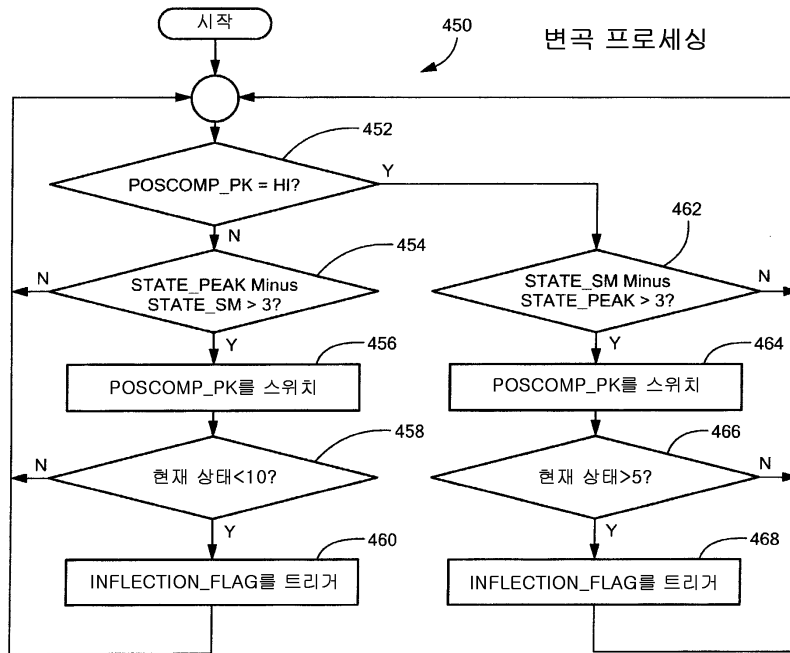 시작
450
변곡 프로세싱
452
POSCOMP_PK = HI?
Y
N
454
STATE_PEAK Minus
STATE_SM > 3?
N
Y
462
STATE_SM Minus
STATE_PEAK > 3?
N
Y
456
POSCOMP_PK를 스위치
464
POSCOMP_PK를 스위치
458
현재 상태<10?
N
Y
466
현재 상태>5?
N
Y
460
INFLECTION_FLAG를 트리거
468
INFLECTION_FLAG를 트리거